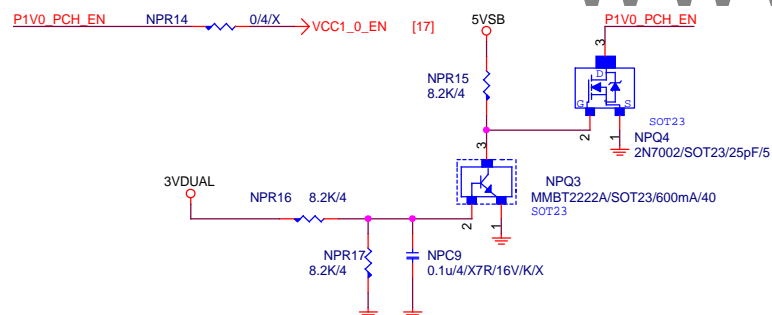 P1V0_PCH_EN NPR14 0/4/X VCC1_0_EN [17] 5VSB P1V0_PCH_EN
3
NPR15
8.2K/4
D
G S
SOT23
2 1
NPQ4
2N7002/SOT23/25pF/5
3
NPQ3
MMBT2222A/SOT23/600mA/40
SOT23
3VDUAL
NPR16 8.2K/4
2 1
NPR17
8.2K/4
NPC9
0.1u/4/X7R/16V/K/X